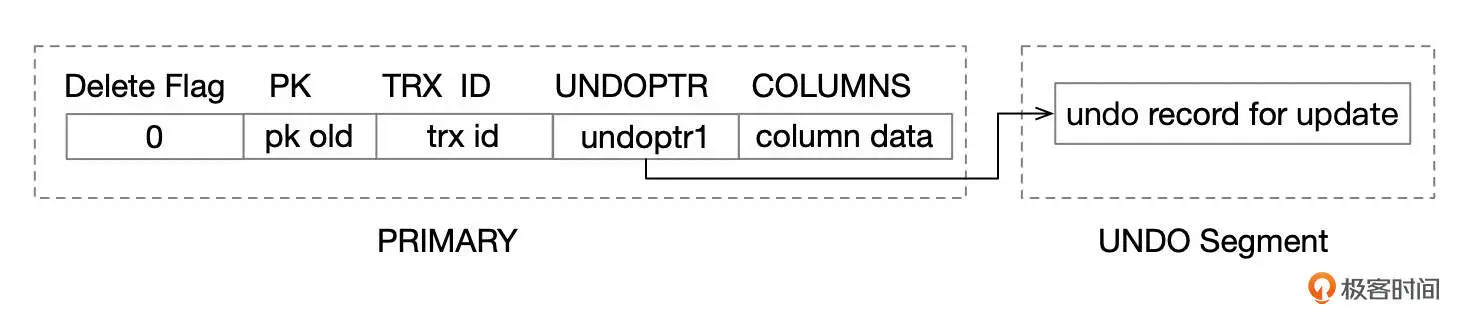 Delete Flag PK TRX ID UNDOPTR COLUMNS
0 pk old trx id undoptr1 column data
undo record for update
PRIMARY
UNDO Segment
极客时间